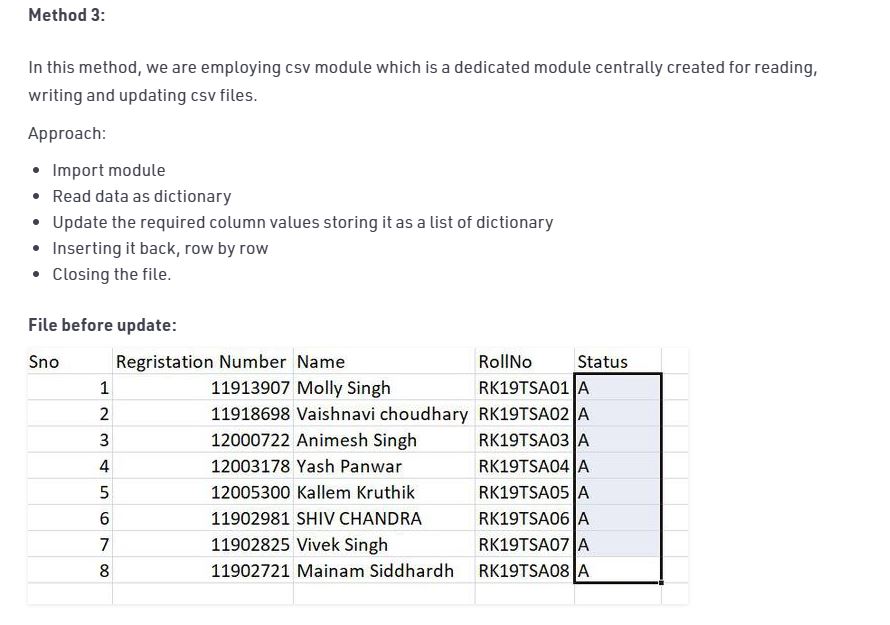 Method 3:
In this method, we are employing csv module which is a dedicated module centrally created for reading,
writing and updating csv files.
Approach:
• Import module
• Read data as dictionary
• Update the required column values storing it as a list of dictionary
• Inserting it back, row by row
• Closing the file.
File before update:
Sno Regristation Number Name RollNo Status
1 11913907 Molly Singh RK19TSA01 A
2 11918698 Vaishnavi choudhary RK19TSA02 A
3 12000722 Animesh Singh RK19TSA03 A
4 12003178 Yash Panwar RK19TSA04 A
5 12005300 Kallem Kruthik RK19TSA05 A
6 11902981 SHIV CHANDRA RK19TSA06 A
7 11902825 Vivek Singh RK19TSA07 A
8 11902721 Mainam Siddhardh RK19TSA08 A